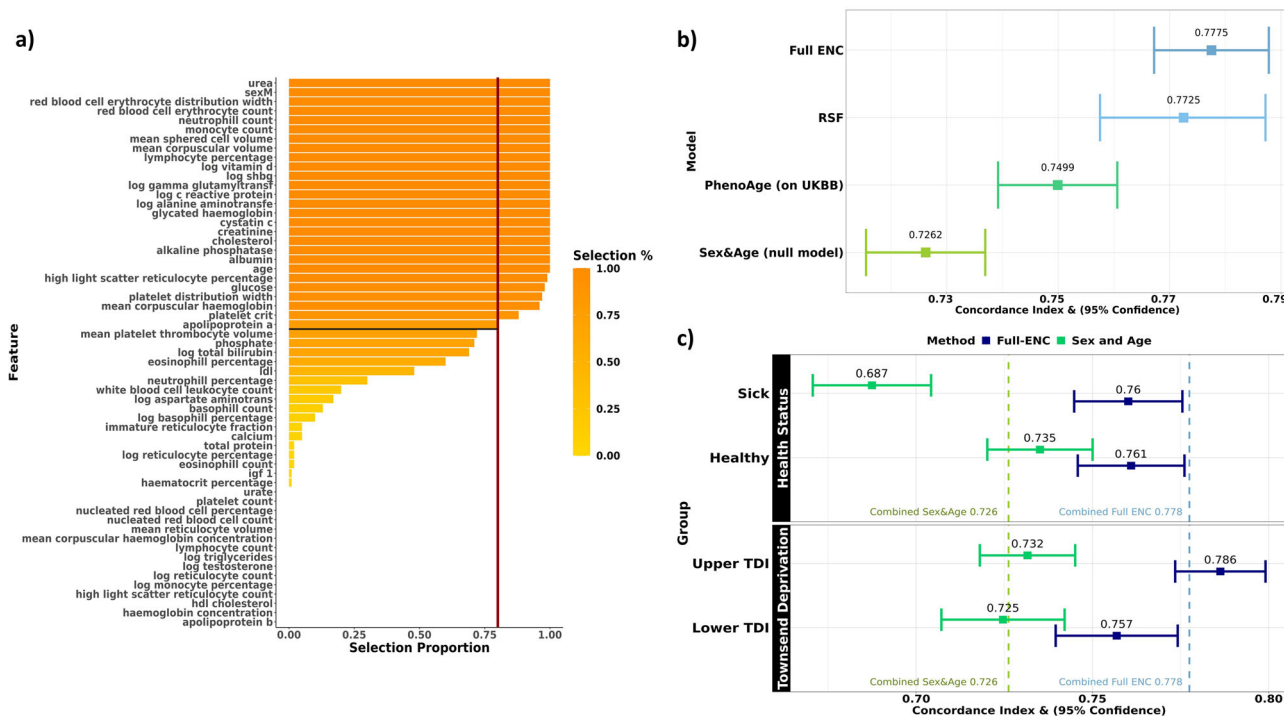 a)
Feature
urea
sexM
red blood cell erythrocyte distribution width
red blood cell erythrocyte count
neutrophill count
monocyte count
mean sphered cell volume
mean corpuscular volume
lymphocyte percentage
log vitamin d
log shbg
log gamma glutamyltransf
log c reactive protein
log alanine aminotransfe
glycated haemoglobin
cystatin c
creatinine
cholesterol
alkaline phosphatase
albumin
age
high light scatter reticulocyte percentage
glucose
platelet distribution width
mean corpuscular haemoglobin
platelet crit
apolipoprotein a
mean platelet thrombocyte volume
phosphate
log total bilirubin
eosinophill percentage
ldl
neutrophill percentage
white blood cell leukocyte count
log aspartate aminotrans
basophill count
log basophill percentage
immature reticulocyte fraction
calcium
total protein
log reticulocyte percentage
eosinophill count
igf 1
haematocrit percentage
urate
platelet count
nucleated red blood cell percentage
nucleated red blood cell count
mean reticulocyte volume
mean corpuscular haemoglobin concentration
lymphocyte count
log triglycerides
log testosterone
log reticulocyte count
log monocyte percentage
high light scatter reticulocyte count
hdl cholesterol
haemoglobin concentration
apolipoprotein b
0.00 0.25 0.50 0.75 1.00
Selection Proportion
Selection %
1.00
0.75
0.50
0.25
0.00
b)
Model
Full ENC
0.7775
RSF
0.7725
PhenoAge (on UKBB)
0.7499
Sex&Age (null model)
0.7262
0.73 0.75 0.77 0.79
Concordance Index & (95% Confidence)
c)
Method Full-ENC Sex and Age
Group
Health Status
Sick
0.687
0.76
Healthy
0.735
0.761
Combined Sex&Age 0.726
Combined Full ENC 0.778
Townsend Deprivation
Upper TDI
0.732
0.786
Lower TDI
0.725
0.757
Combined Sex&Age 0.726
Combined Full ENC 0.778
0.70 0.75 0.80
Concordance Index & (95% Confidence)